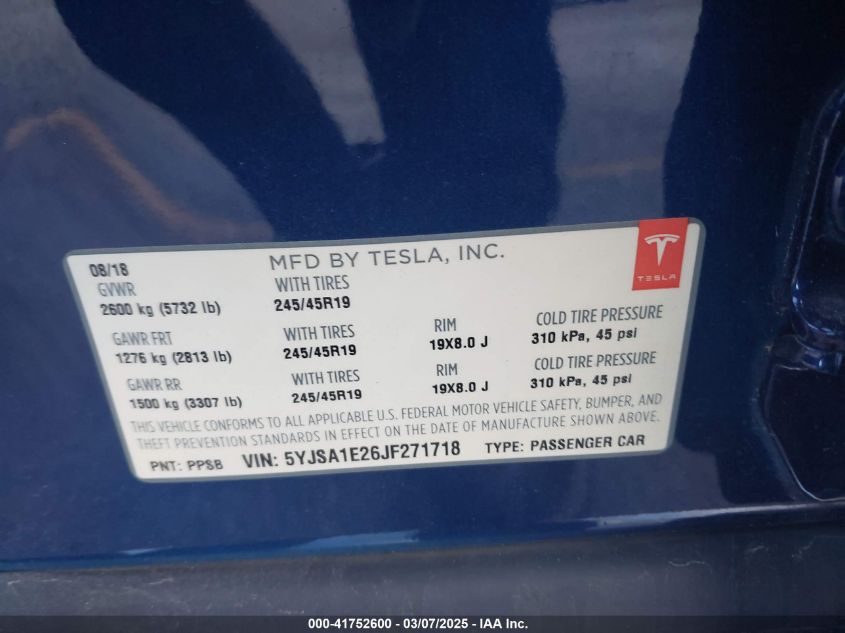 08/18 MFD BY TESLA, INC.
TESLA
GVWR WITH TIRES
2600 kg (5732 lb) 245/45R19
GAWR FRT WITH TIRES RIM COLD TIRE PRESSURE
1276 kg (2813 lb) 245/45R19 19X8.0 J 310 kPa, 45 psi
GAWR RR WITH TIRES RIM COLD TIRE PRESSURE
1500 kg (3307 lb) 245/45R19 19X8.0 J 310 kPa, 45 psi
THIS VEHICLE CONFORMS TO ALL APPLICABLE U.S. FEDERAL MOTOR VEHICLE SAFETY, BUMPER, AND
THEFT PREVENTION STANDARDS IN EFFECT ON THE DATE OF MANUFACTURE SHOWN ABOVE.
PNT: PPSB VIN: 5YJSA1E26JF271718 TYPE: PASSENGER CAR
000-41752600 - 03/07/2025 - IAA Inc.